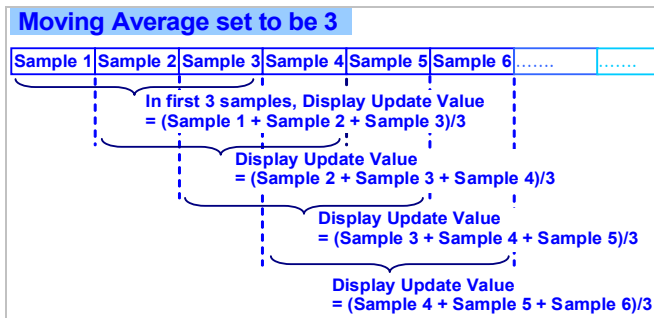 Moving Average set to be 3
Sample 1 Sample 2 Sample 3 Sample 4 Sample 5 Sample 6 ....... .......
In first 3 samples, Display Update Value
= (Sample 1 + Sample 2 + Sample 3)/3
Display Update Value
= (Sample 2 + Sample 3 + Sample 4)/3
Display Update Value
= (Sample 3 + Sample 4 + Sample 5)/3
Display Update Value
= (Sample 4 + Sample 5 + Sample 6)/3